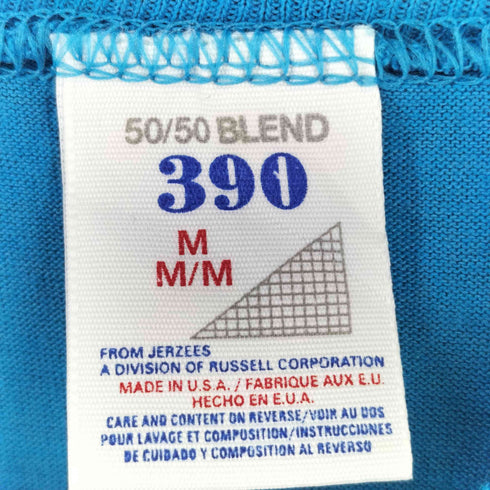 50/50 BLEND
390
M
M/M
FROM JERZEES
A DIVISION OF RUSSELL CORPORATION
MADE IN U.S.A. / FABRIQUE AUX E.U.
HECHO EN E.U.A.
CARE AND CONTENT ON REVERSE/VOIR AU DOS
POUR LAVAGE ET COMPOSITION/INSTRUCCIONES
DE CUIDADO Y COMPOSICION AL REVERSO